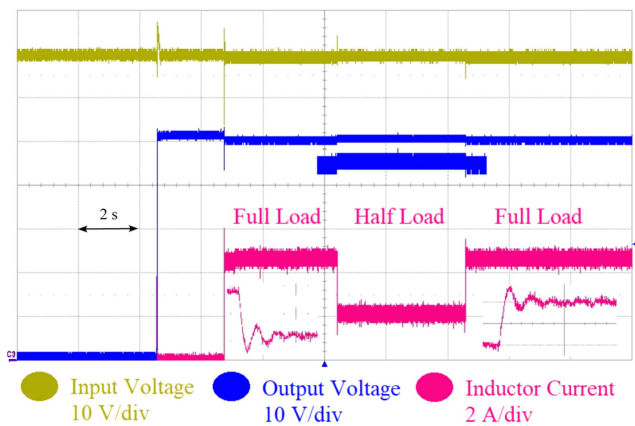 2 s
Full Load Half Load Full Load
C3
Input Voltage Output Voltage Inductor Current
10 V/div 10 V/div 2 A/div